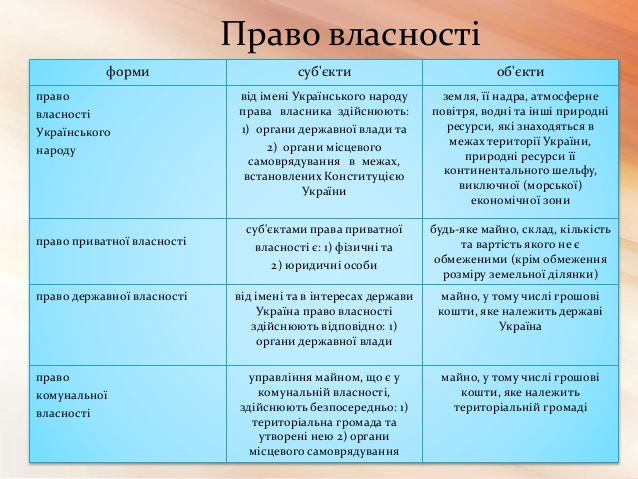 Право власності
форми
суб'єкти
об'єкти
право
власності
Українського
народу
від імені Українського народу
права власника здійснюють:
1) органи державної влади та
2) органи місцевого
самоврядування в межах,
встановлених Конституцією
України
земля, її надра, атмосферне
повітря, водні та інші природні
ресурси, які знаходяться в
межах території України,
природні ресурси її
континентального шельфу,
виключної (морської)
економічної зони
право приватної власності
суб'єктами права приватної
власності є: 1) фізичні та
2) юридичні особи
будь-яке майно, склад, кількість
та вартість якого не є
обмеженими (крім обмеження
розміру земельної ділянки)
право державної власності
від імені та в інтересах держави
Україна право власності
здійснюють відповідно: 1)
органи державної влади
майно, у тому числі грошові
кошти, яке належить державі
Україна
право
комунальної
власності
управління майном, що є у
комунальній власності,
здійснюють безпосередньо: 1)
територіальна громада та
утворені нею 2) органи
місцевого самоврядування
майно, у тому числі грошові
кошти, яке належить
територіальній громаді